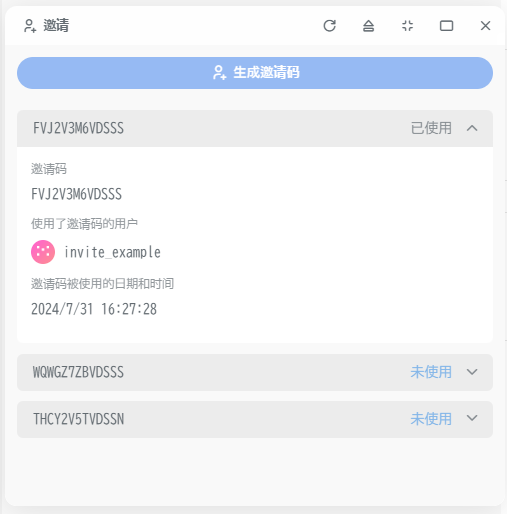 邀请
生成邀请码
FVJ2V3M6VDSSS 已使用
邀请码
FVJ2V3M6VDSSS
使用了邀请码的用户
invite_example
邀请码被使用的日期和时间
2024/7/31 16:27:28
WQWGZ7ZBVDSSS 未使用
THCY2V5TVDSSN 未使用